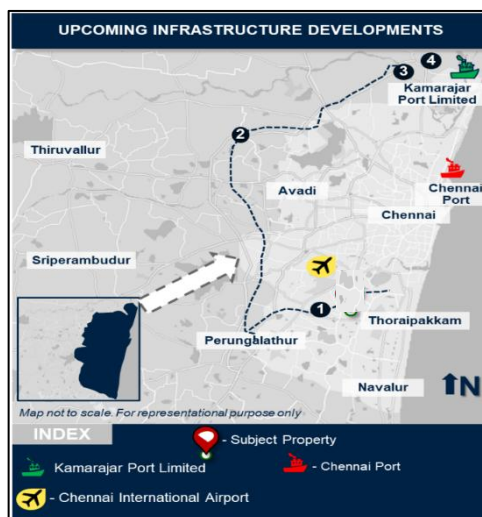 UPCOMING INFRASTRUCTURE DEVELOPMENTS
4
3
Kamarajar
Port Limited
2
Thiruvallur
Avadi
Chennai
Port
Chennai
Sriperambudur
1
Thoraipakkam
Perungalathur
Navalur
N
Map not to scale. For representational purpose only
INDEX
- Subject Property
Kamarajar Port Limited
- Chennai Port
- Chennai International Airport